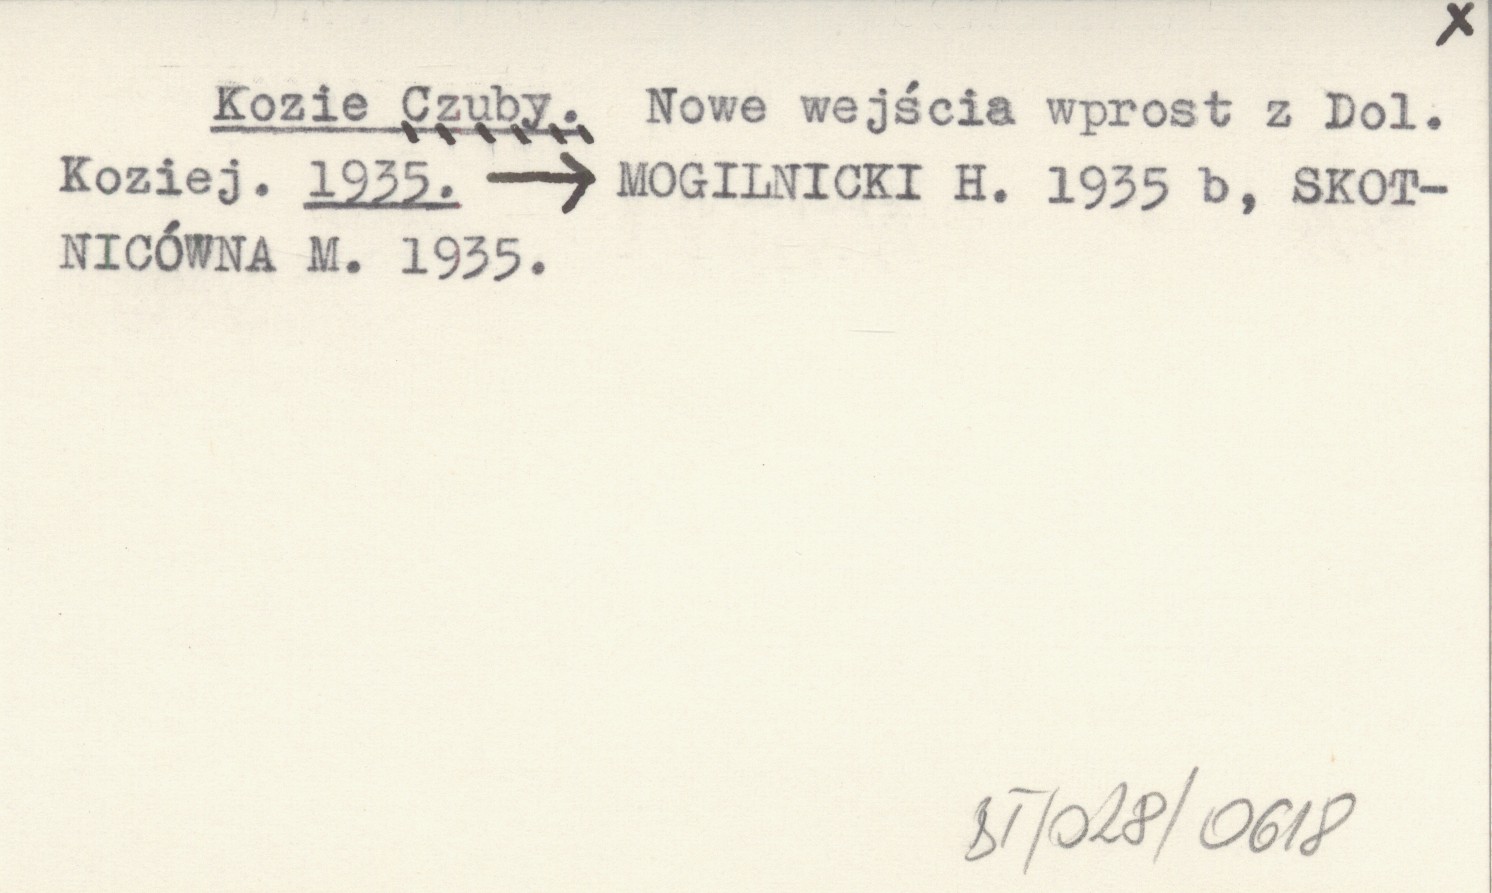 x
Kozie Czuby. Nowe wejścia wprost z Dol.
Koziej. 1935. → MOGILNICKI H. 1935 b, SKOT-
NICÓWNA M. 1935.
BT/028/0618